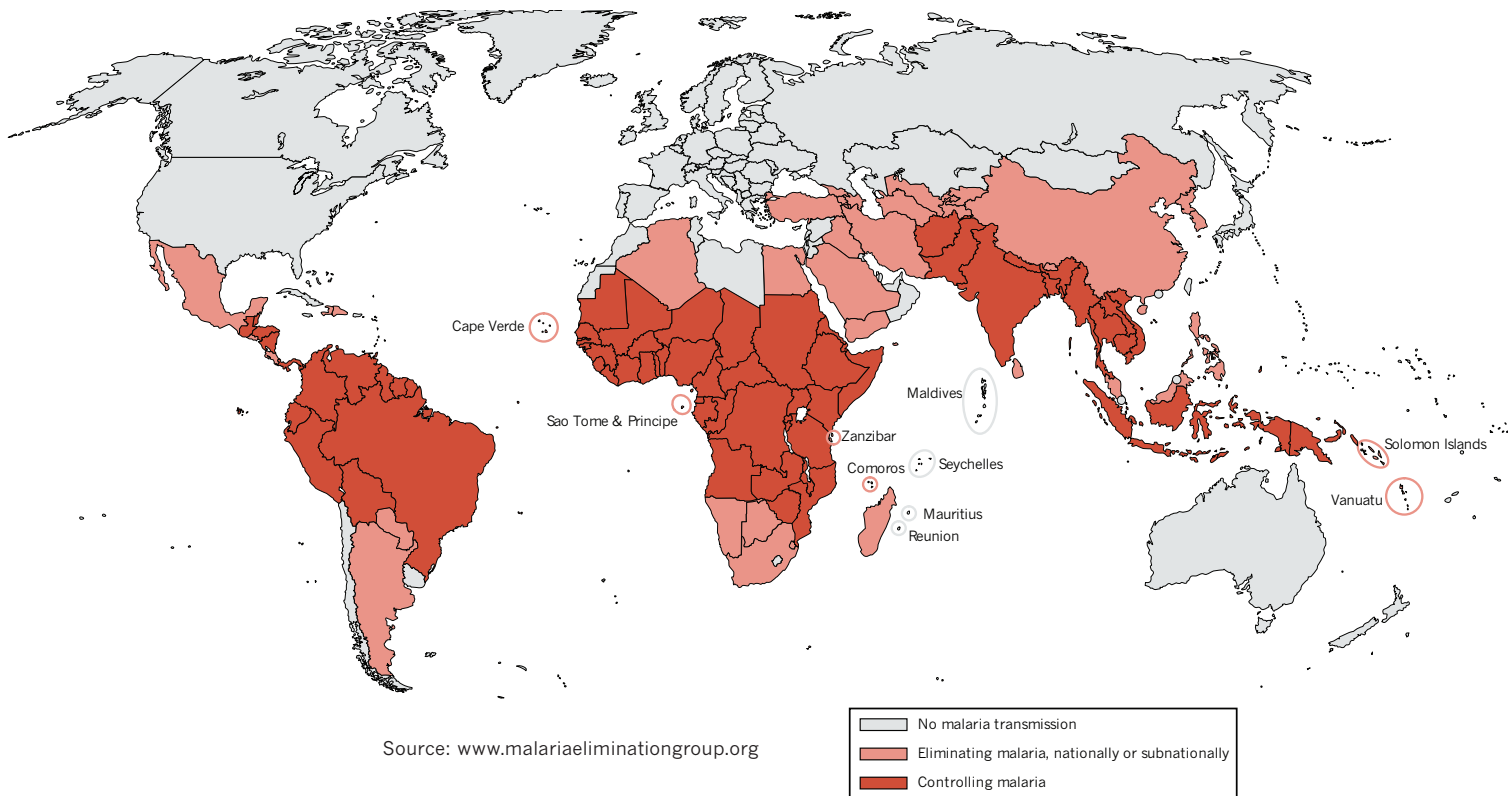 Cape Verde
Sao Tome & Principe
Maldives
Zanzibar
Comoros
Seychelles
Mauritius
Reunion
Solomon Islands
Vanuatu
No malaria transmission
Eliminating malaria, nationally or subnationally
Controlling malaria
Source: www.malariaeliminationgroup.org